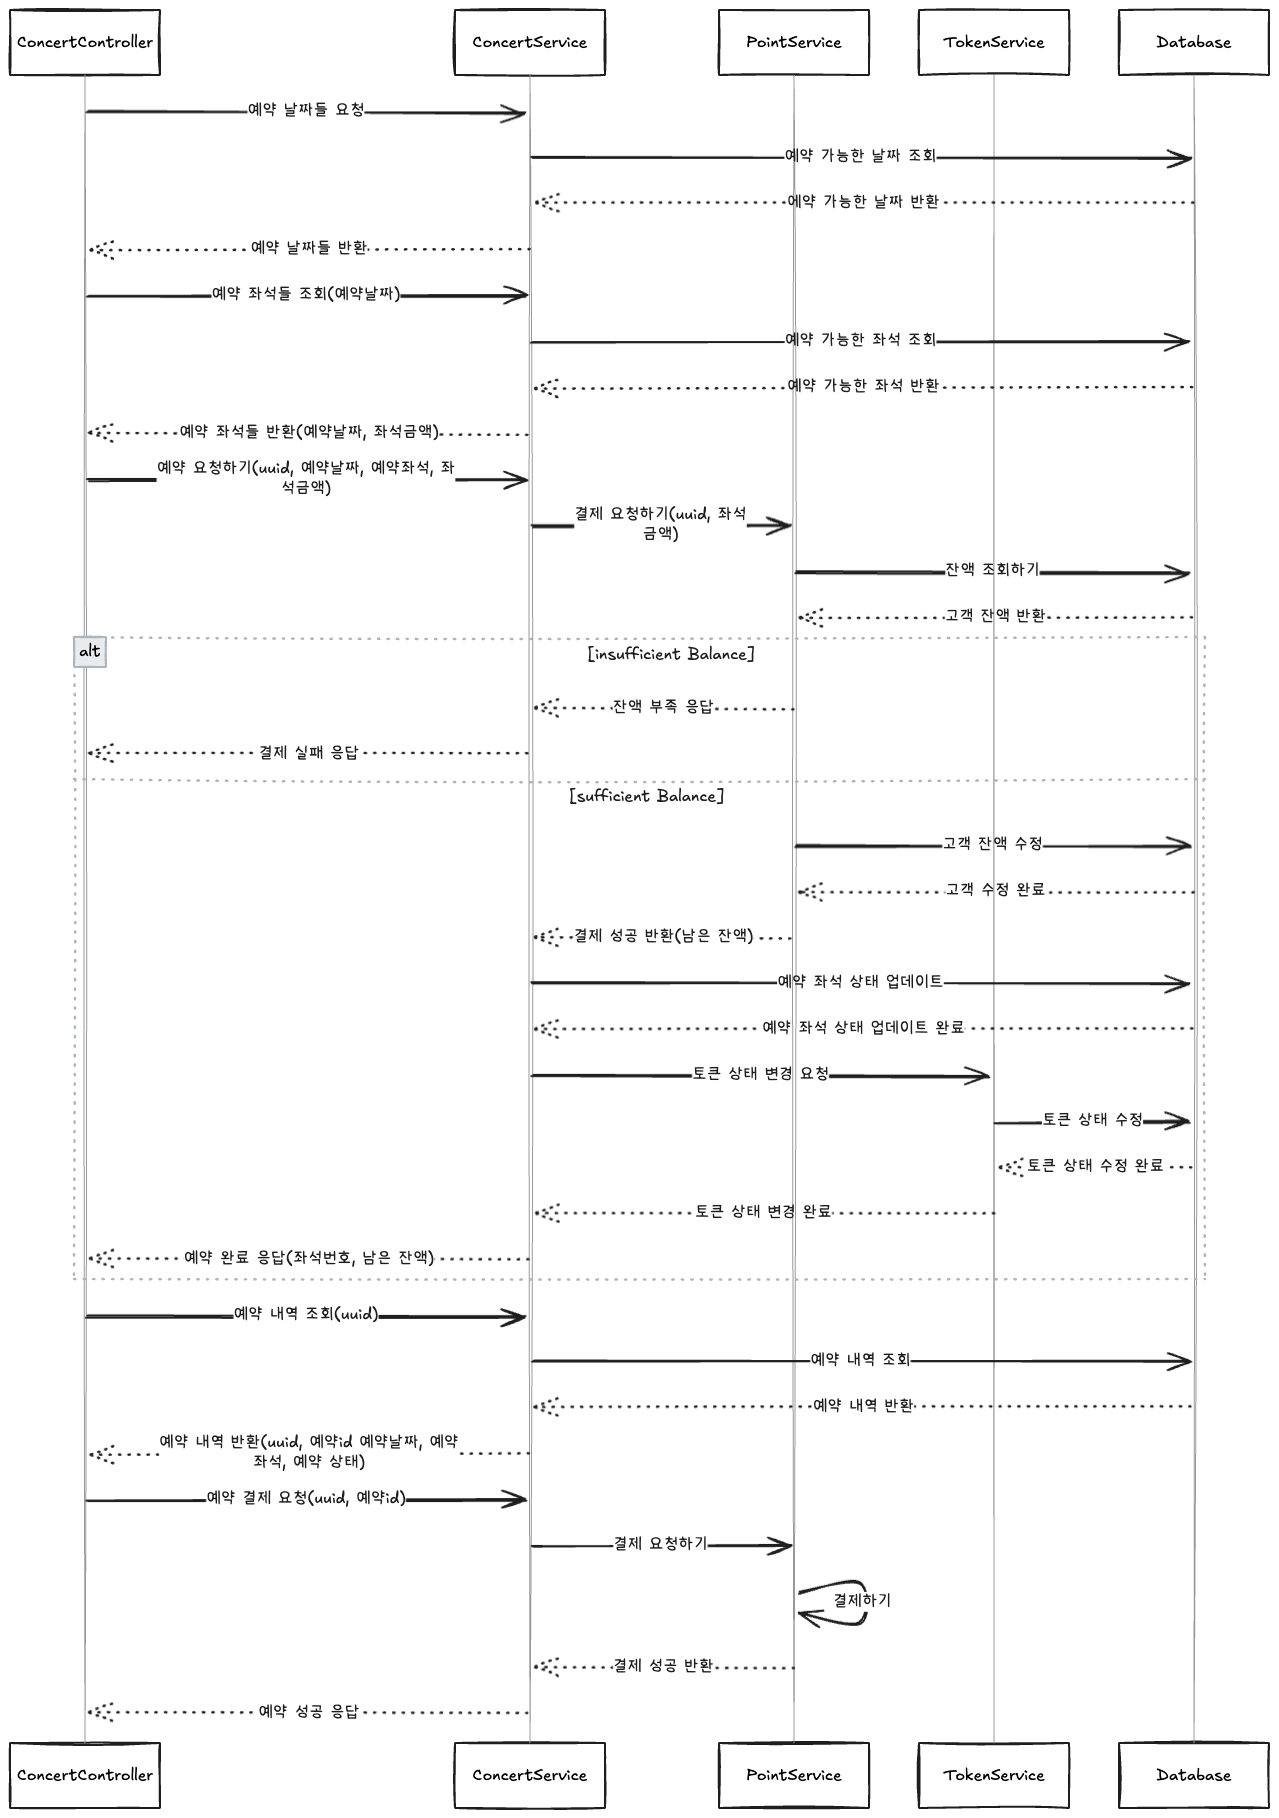 ConcertController
ConcertService
PointService
TokenService
Database
예약 날짜들 요청
예약 가능한 날짜 조회
예약 가능한 날짜 반환
예약 날짜들 반환
예약 좌석들 조회(예약날짜)
예약 가능한 좌석 조회
예약 가능한 좌석 반환
예약 좌석들 반환(예약날짜, 좌석금액)
예약 요청하기(uuid, 예약날짜, 예약좌석, 좌
석금액)
결제 요청하기(uuid, 좌석
금액)
잔액 조회하기
고객 잔액 반환
alt
[insufficient Balance]
잔액 부족 응답
결제 실패 응답
[sufficient Balance]
고객 잔액 수정
고객 수정 완료
결제 성공 반환(남은 잔액)
예약 좌석 상태 업데이트
예약 좌석 상태 업데이트 완료
토큰 상태 변경 요청
토큰 상태 수정
토큰 상태 수정 완료
토큰 상태 변경 완료
예약 완료 응답(좌석번호, 남은 잔액)
예약 내역 조회(uuid)
예약 내역 조회
예약 내역 반환
예약 내역 반환(uuid, 예약id 예약날짜, 예약
좌석, 예약 상태)
예약 결제 요청(uuid, 예약id)
결제 요청하기
결제하기
결제 성공 반환
예약 성공 응답
ConcertController
ConcertService
PointService
TokenService
Database